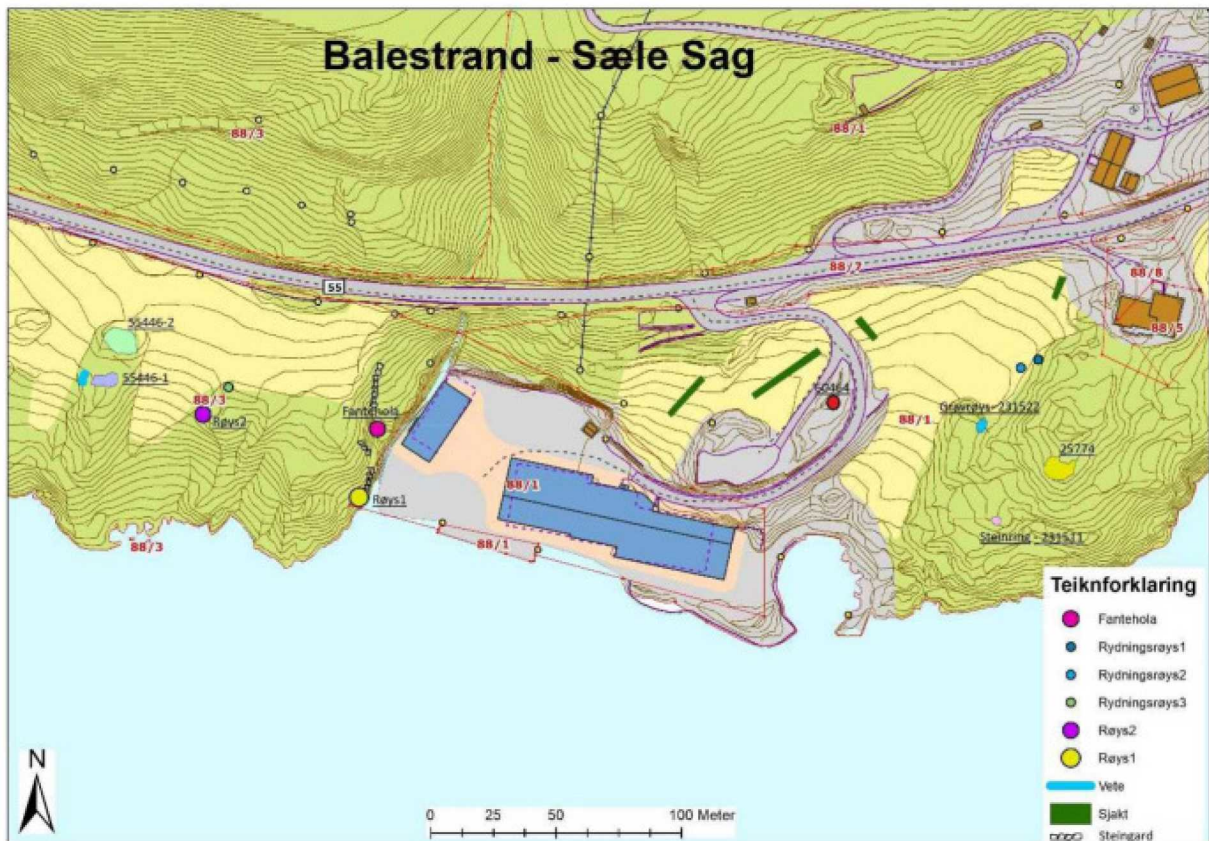 Balestrand - Sæle Sag
88/3
88/1
88/7
55
88/8
88/5
55446-2
55446-1
88/3
Røys2
Fantehola
60464
88/1
Gravrøys- 231522
25774
Røys1
88/1
88/3
88/1
Steinring - 231511
Teiknforklaring
Fantehola
Rydningsrøys1
Rydningsrøys2
Rydningsrøys3
Røys2
Røys1
Vete
Sjakt
Steingard
N
0 25 50 100 Meter